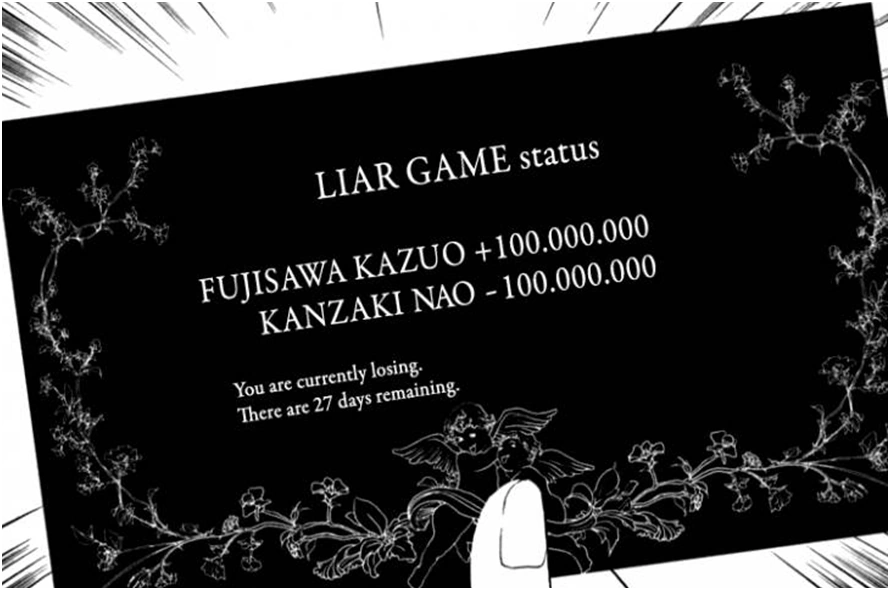 LIAR GAME status
FUJISAWA KAZUO +100.000.000
KANZAKI NAO -100.000.000
You are currently losing.
There are 27 days remaining.